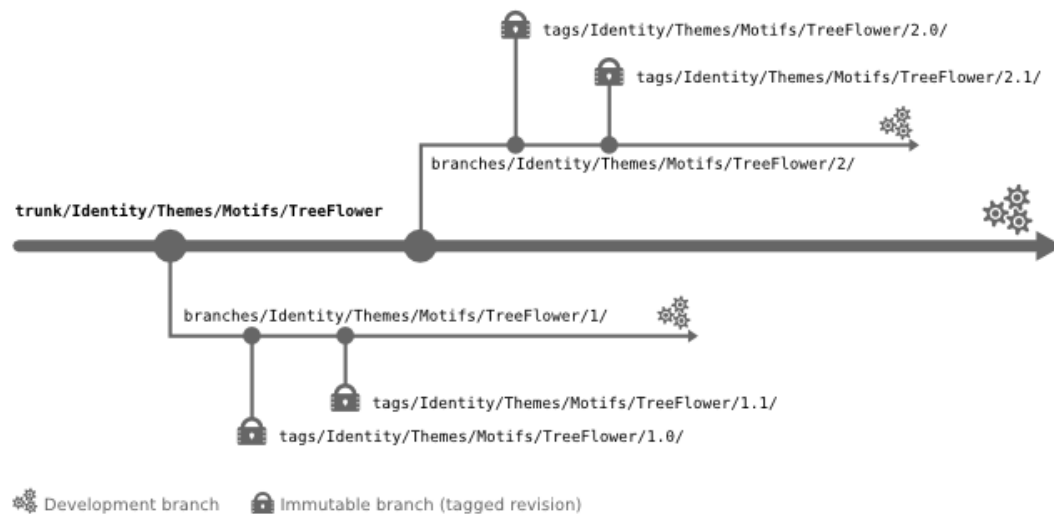 tags/Identity/Themes/Motifs/TreeFlower/2.0/
tags/Identity/Themes/Motifs/TreeFlower/2.1/
branches/Identity/Themes/Motifs/TreeFlower/2/
trunk/Identity/Themes/Motifs/TreeFlower
branches/Identity/Themes/Motifs/TreeFlower/1/
tags/Identity/Themes/Motifs/TreeFlower/1.1/
tags/Identity/Themes/Motifs/TreeFlower/1.0/
Development branch
Immutable branch (tagged revision)